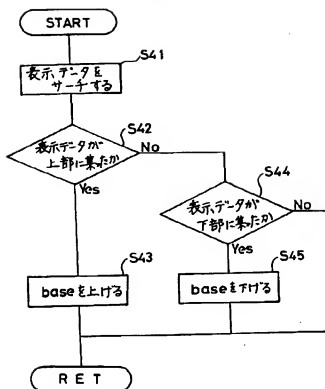 START
S41
表示データを
サーチする
S42
表示データが
上部に集ったか
No
Yes
S44
表示データが
下部に集ったか
No
Yes
S43
baseを上げる
S45
baseを下げる
RET